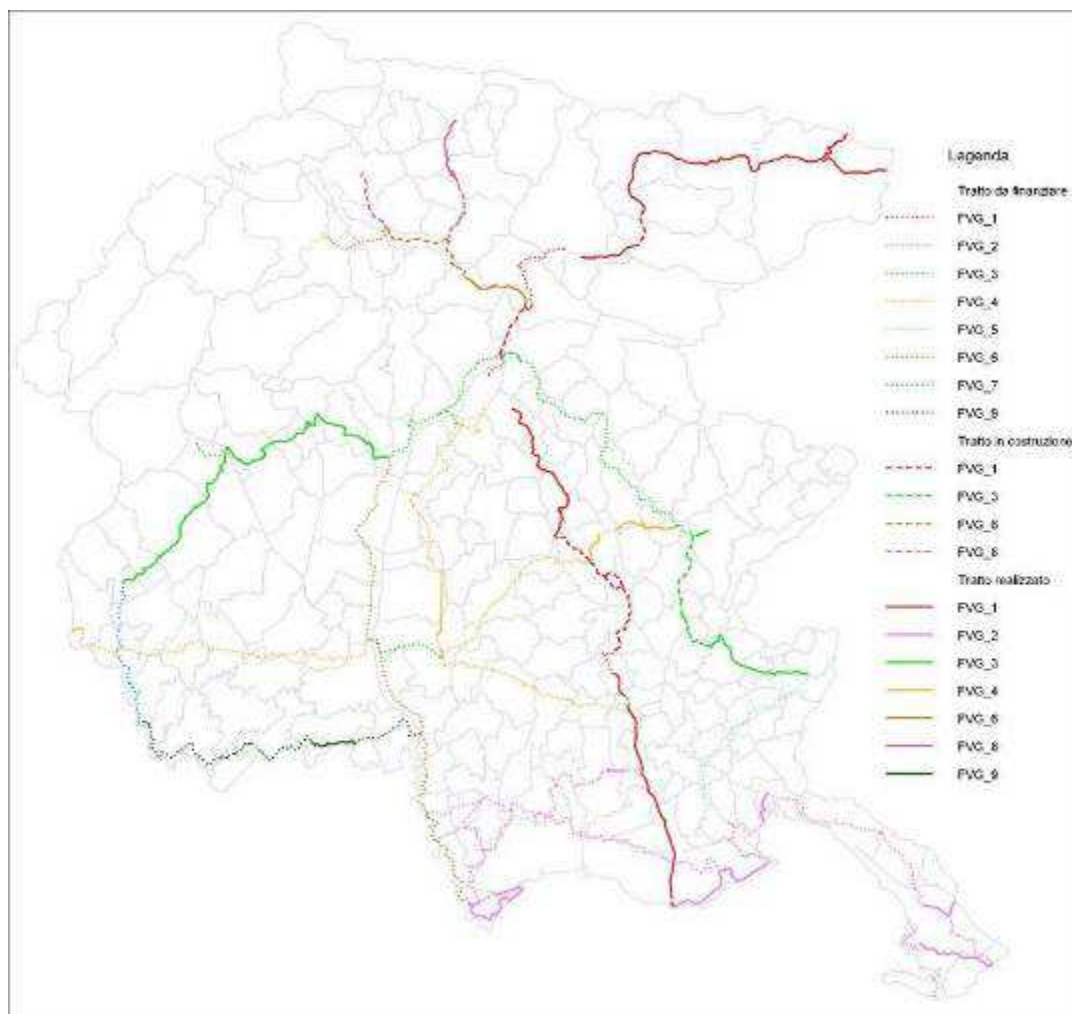 Legenda
Tratto da finanziare
FVG_1
FVG_2
FVG_3
FVG_4
FVG_5
FVG_6
FVG_7
FVG_9
Tratto in costruzione
FVG_1
FVG_3
FVG_6
FVG_8
Tratto realizzato
FVG_1
FVG_2
FVG_3
FVG_4
FVG_6
FVG_8
FVG_9